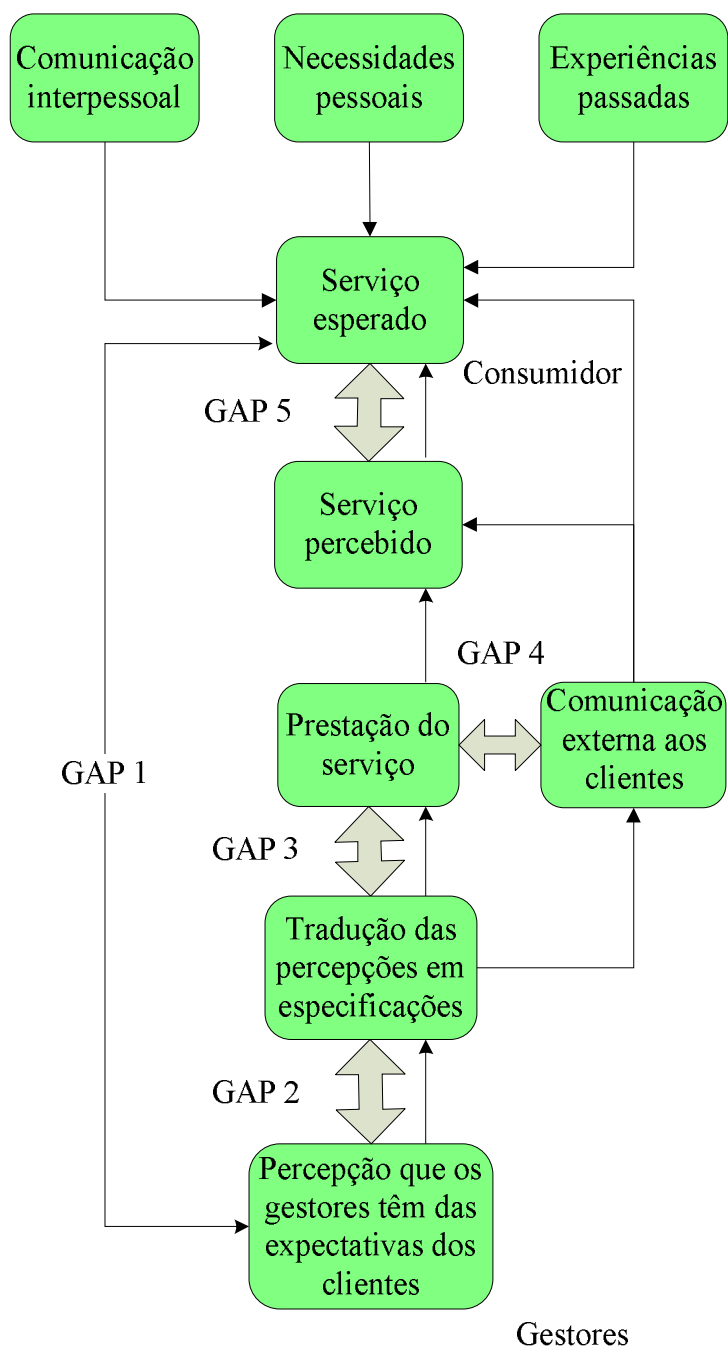 Comunicação
interpessoal
Necessidades
pessoais
Experiências
passadas
Serviço
esperado
Consumidor
GAP 5
Serviço
percebido
GAP 4
Prestação do
serviço
Comunicação
externa aos
clientes
GAP 1
GAP 3
Tradução das
percepções em
especificações
GAP 2
Percepção que os
gestores têm das
expectativas dos
clientes
Gestores